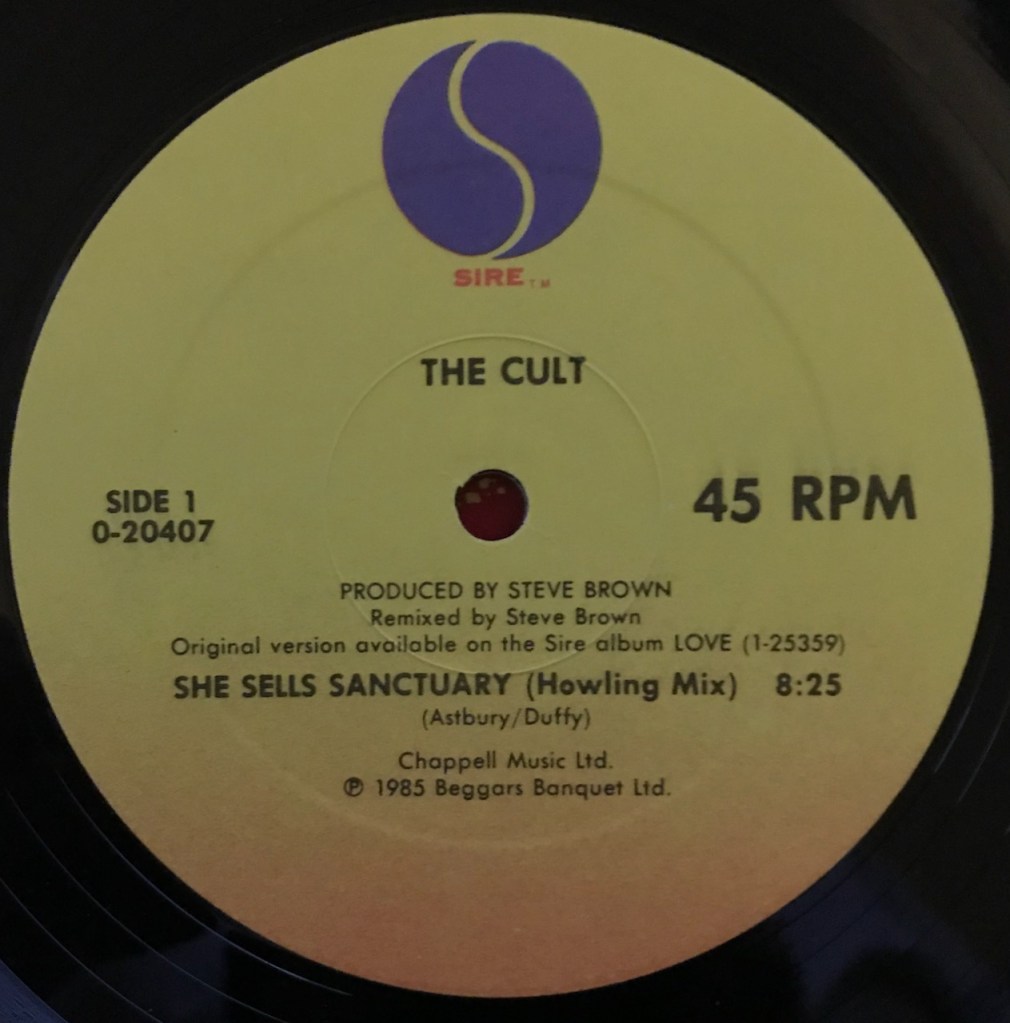 SIRE™
THE CULT
SIDE 1
0-20407
45 RPM
PRODUCED BY STEVE BROWN
Remixed by Steve Brown
Original version available on the Sire album LOVE (1-25359)
SHE SELLS SANCTUARY (Howling Mix) 8:25
(Astbury/Duffy)
Chappell Music Ltd.
℗ 1985 Beggars Banquet Ltd.